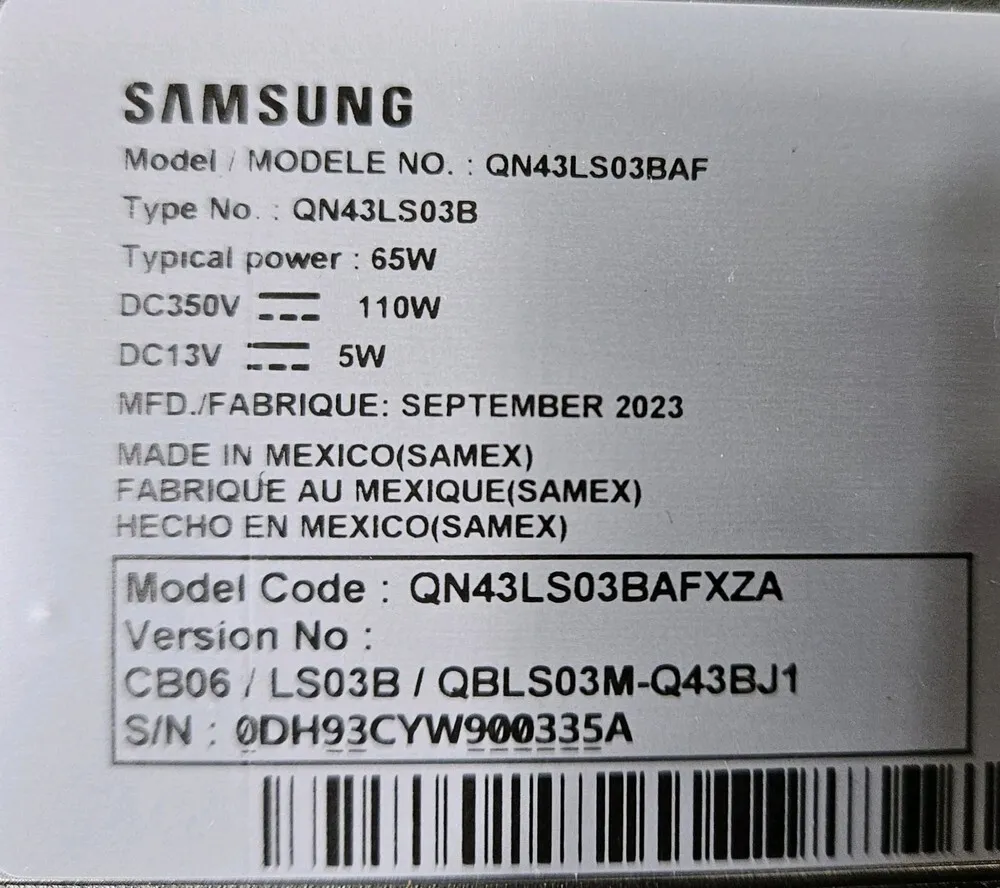 SAMSUNG
Model / MODELE NO. : QN43LS03BAF
Type No. : QN43LS03B
Typical power : 65W
DC350V 110W
DC13V 5W
MFD./FABRIQUE: SEPTEMBER 2023
MADE IN MEXICO(SAMEX)
FABRIQUE AU MEXIQUE(SAMEX)
HECHO EN MEXICO(SAMEX)
Model Code : QN43LS03BAFXZA
Version No :
CB06 / LS03B / QBLS03M-Q43BJ1
S/N : 0DH93CYW900335A